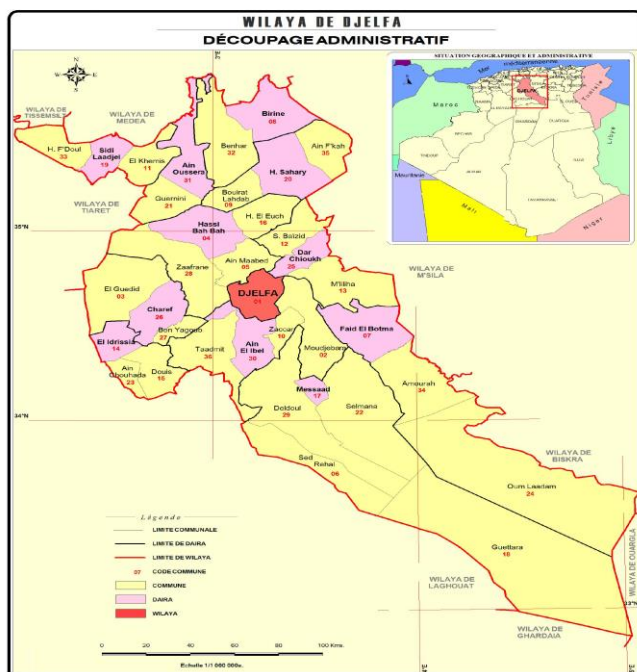 WILAYA DE DJELFA
DÉCOUPAGE ADMINISTRATIF
SITUATION GEOGRAPHIQUE ET ADMINISTRATIVE
Mer méditerranéenne
Maroc
DJELFA
Tunisie
Libye
Mauritanie
Mali
Niger
WILAYA DE
TISSEMSILT
WILAYA DE
MEDEA
WILAYA DE
TIARET
WILAYA DE
M'SILA
WILAYA DE
BISKRA
WILAYA DE OUARGLA
WILAYA DE
LAGHOUAT
WILAYA DE
GHARDAIA
35°N
34°N
H. F'Doul
33
Sidi
Laadjel
19
El Khemis
11
Ain
Oussera
31
Benhar
32
Birine
08
Ain F'kah
35
H. Sahary
Guernini
21
Bouirat
Lahdab
09
H. El Euch
16
Hassi
Bah Bah
04
S. Baizid
12
Dar
Chioukh
Zaafrane
28
Ain Maabed
05
M'liliha
13
El Guedid
03
DJELFA
01
Charef
26
El Idrissia
14
Ben Yaggub
27
Ain
El Ibel
30
Zaccar
10
Moudjebara
02
Faid El Botma
07
Taadmit
36
Ain
Chouhada
23
Douis
15
Messaad
17
Amourah
34
Deldoul
29
Selmana
22
Sed
Rehal
06
Oum Laadam
24
Guettara
18
Légende
LIMITE COMMUNALE
LIMITE DE DAIRA
LIMITE DE WILAYA
07 CODE COMMUNE
COMMUNE
DAIRA
WILAYA
0 20 40 60 80 100 Kms.
Echelle 1/1 000 000e.